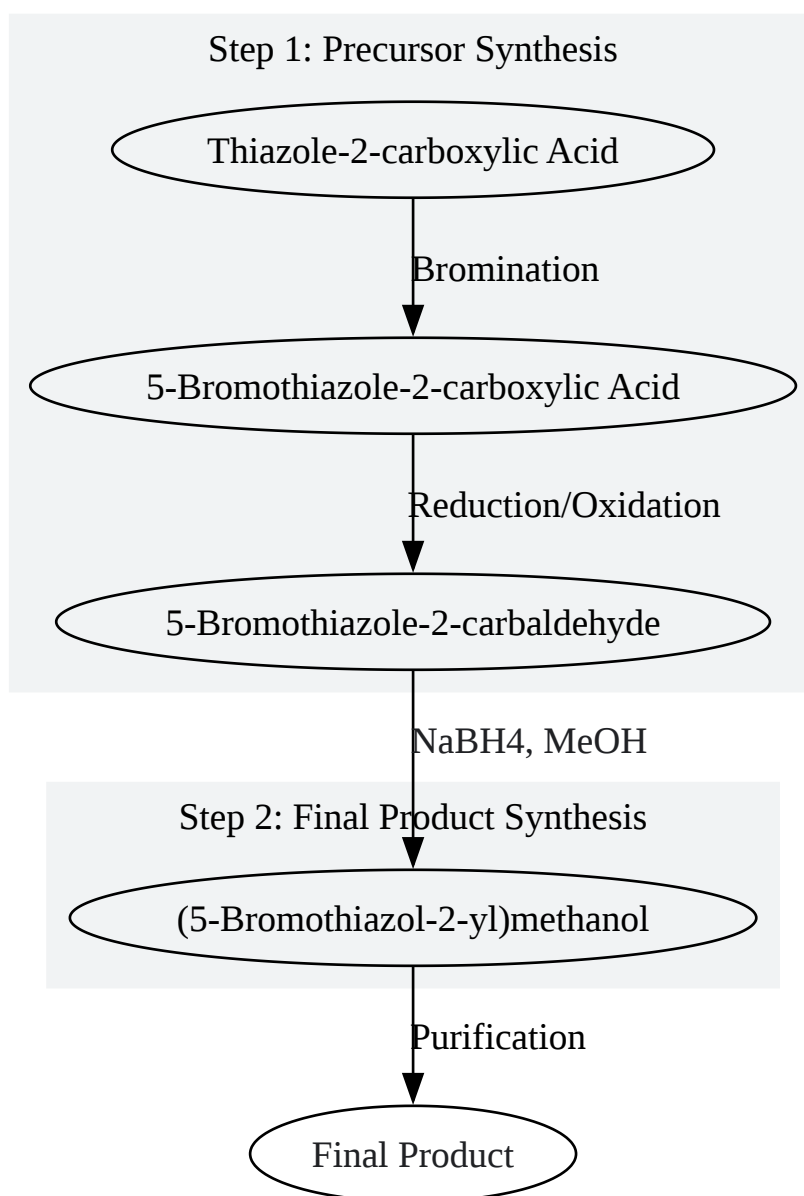 Step 1: Precursor Synthesis
Thiazole-2-carboxylic Acid
Bromination
5-Bromothiazole-2-carboxylic Acid
Reduction/Oxidation
5-Bromothiazole-2-carbaldehyde
NaBH4, MeOH
Step 2: Final Product Synthesis
(5-Bromothiazol-2-yl)methanol
Purification
Final Product